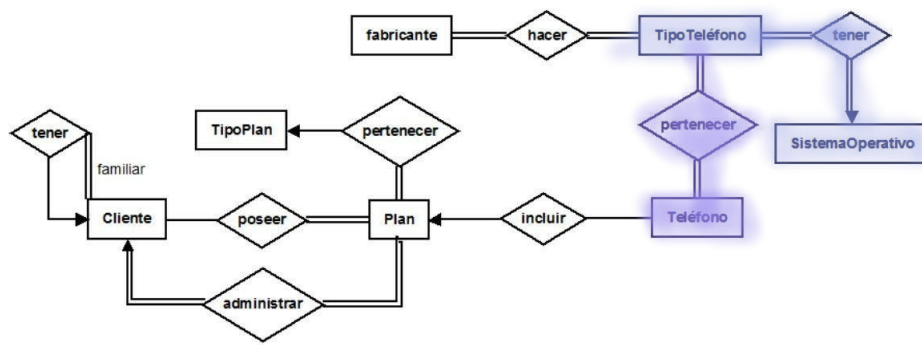 fabricante
hacer
TipoTeléfono
tener
TipoPlan
pertenecer
pertenecer
SistemaOperativo
tener
familiar
Cliente
poseer
Plan
incluir
Teléfono
administrar